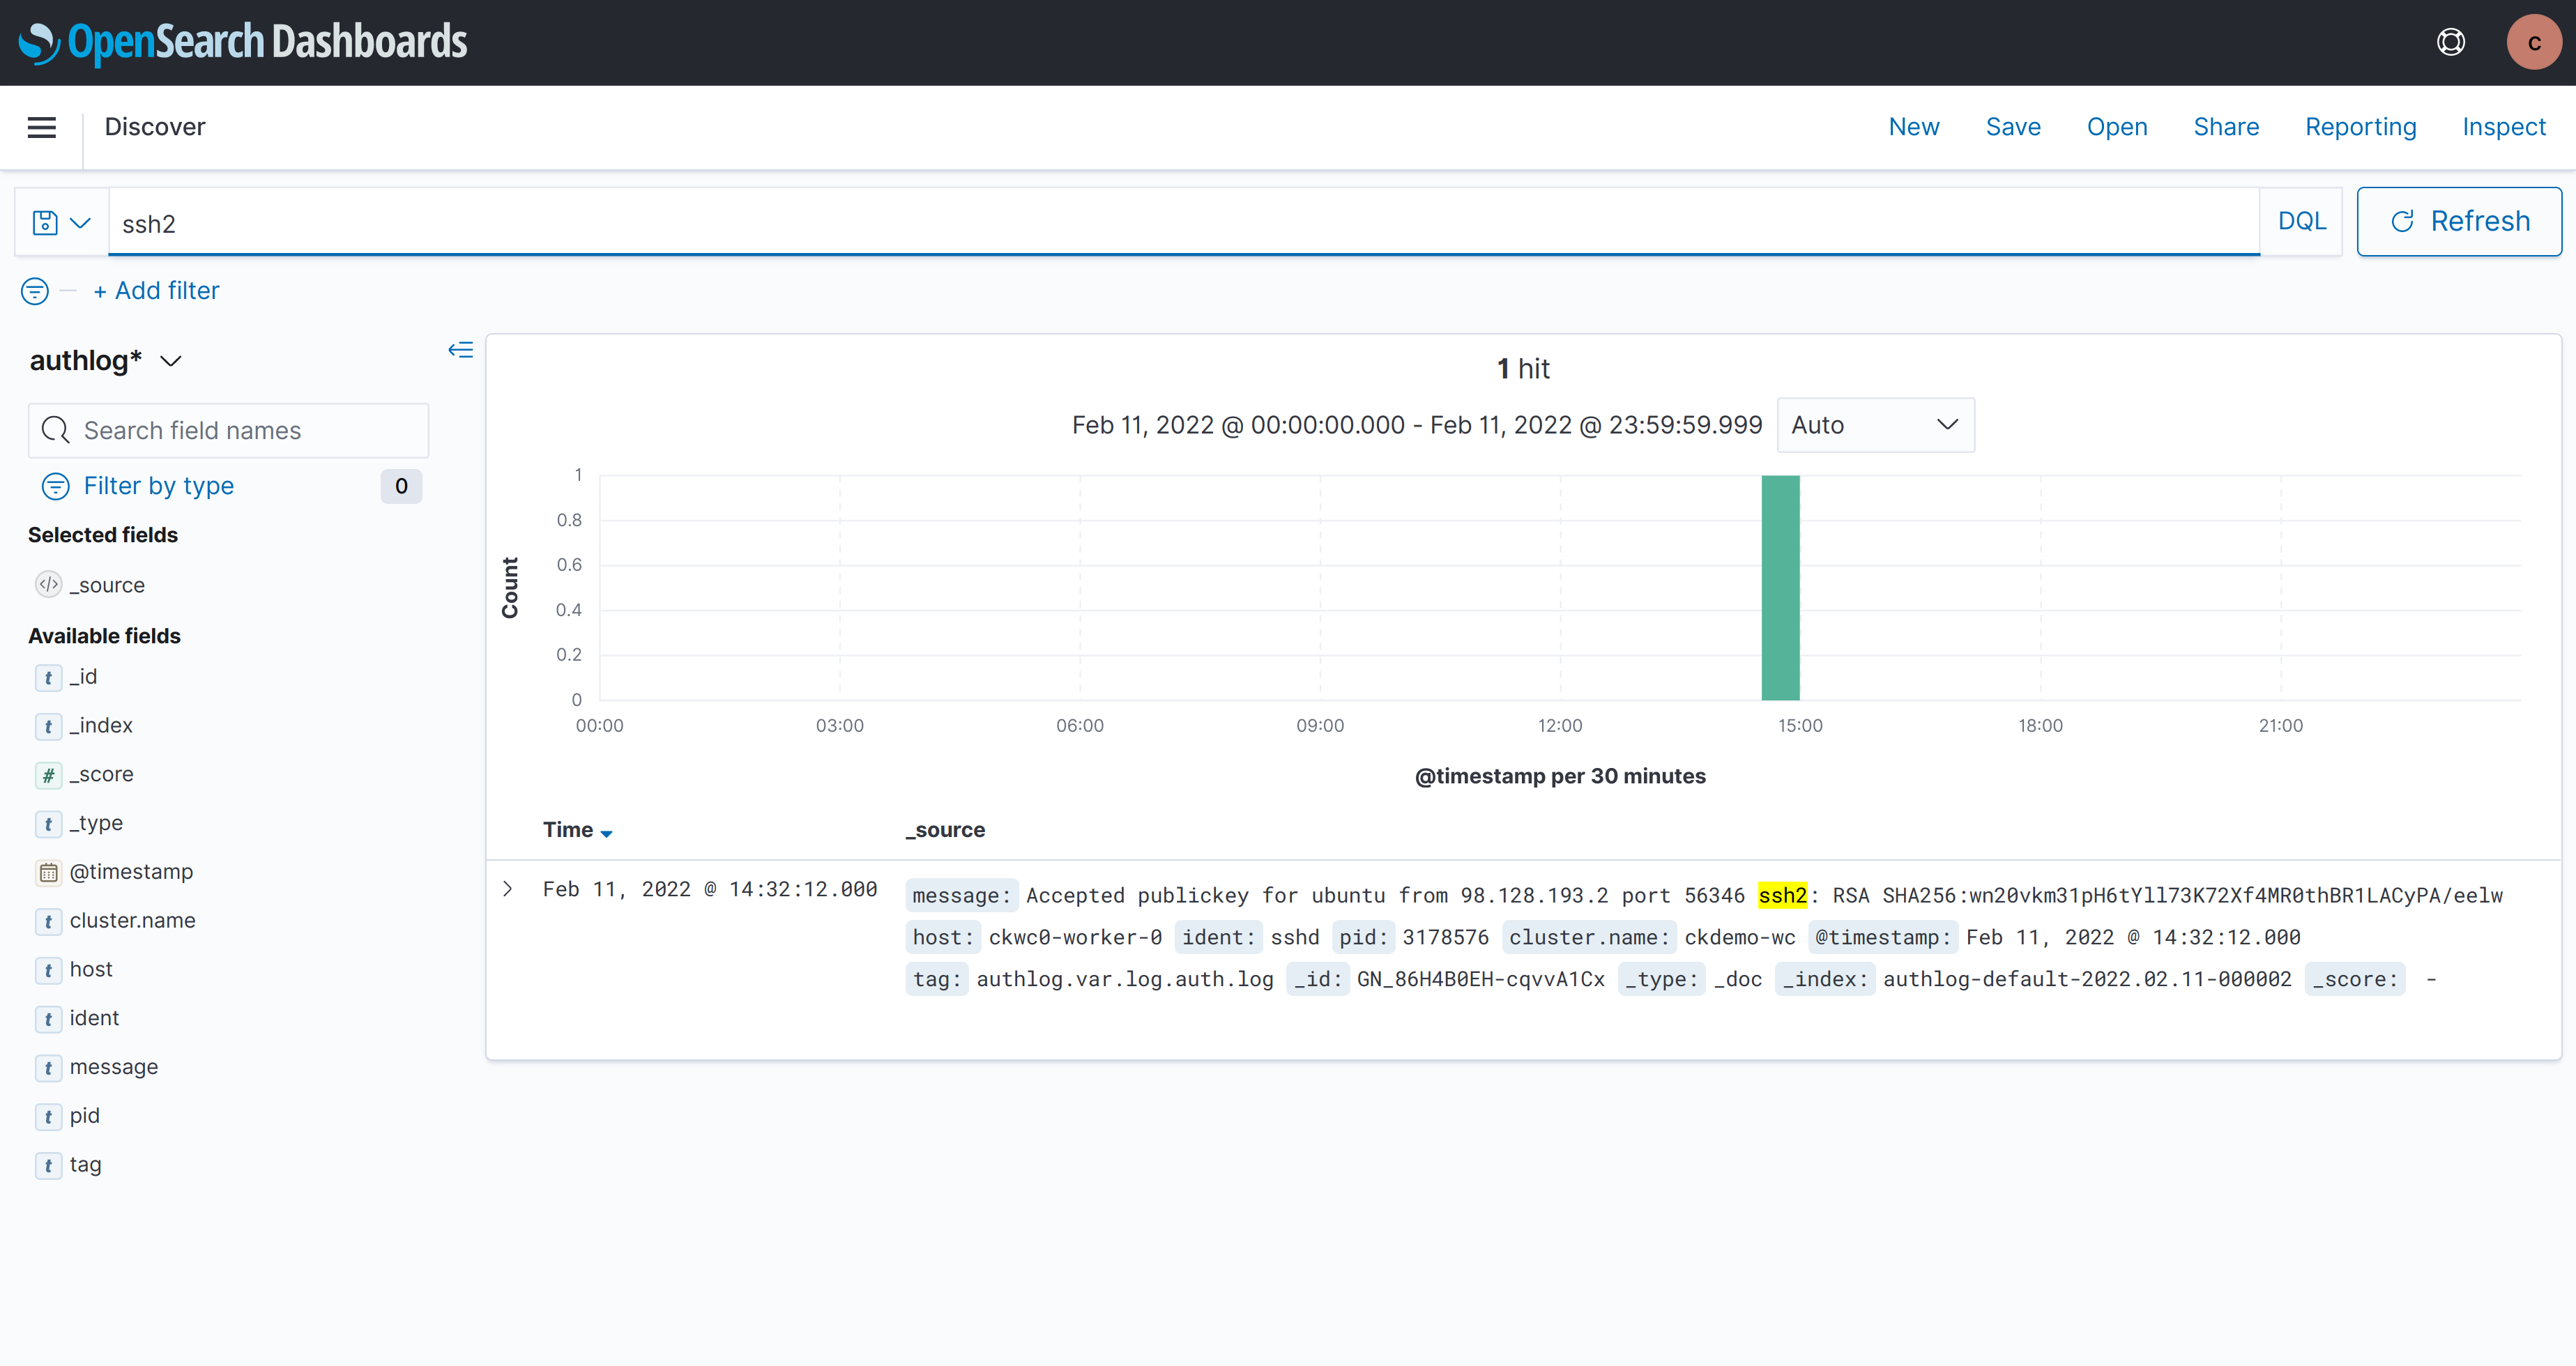 OpenSearch Dashboards
C
Discover
New Save Open Share Reporting Inspect
ssh2
DQL
Refresh
+ Add filter
authlog*
Search field names
Filter by type 0
Selected fields
_source
Available fields
t _id
t _index
# _score
t _type
@timestamp
t cluster.name
t host
t ident
t message
t pid
t tag
1 hit
Feb 11, 2022 @ 00:00:00.000 - Feb 11, 2022 @ 23:59:59.999 Auto
Count
1
0.8
0.6
0.4
0.2
0
00:00 03:00 06:00 09:00 12:00 15:00 18:00 21:00
@timestamp per 30 minutes
Time _source
Feb 11, 2022 @ 14:32:12.000
message: Accepted publickey for ubuntu from 98.128.193.2 port 56346 ssh2: RSA SHA256:wn20vkm31pH6tYll73K72Xf4MR0thBR1LACyPA/eelw
host: ckwc0-worker-0 ident: sshd pid: 3178576 cluster.name: ckdemo-wc @timestamp: Feb 11, 2022 @ 14:32:12.000
tag: authlog.var.log.auth.log _id: GN_86H4B0EH-cqvvA1Cx _type: _doc _index: authlog-default-2022.02.11-000002 _score: -